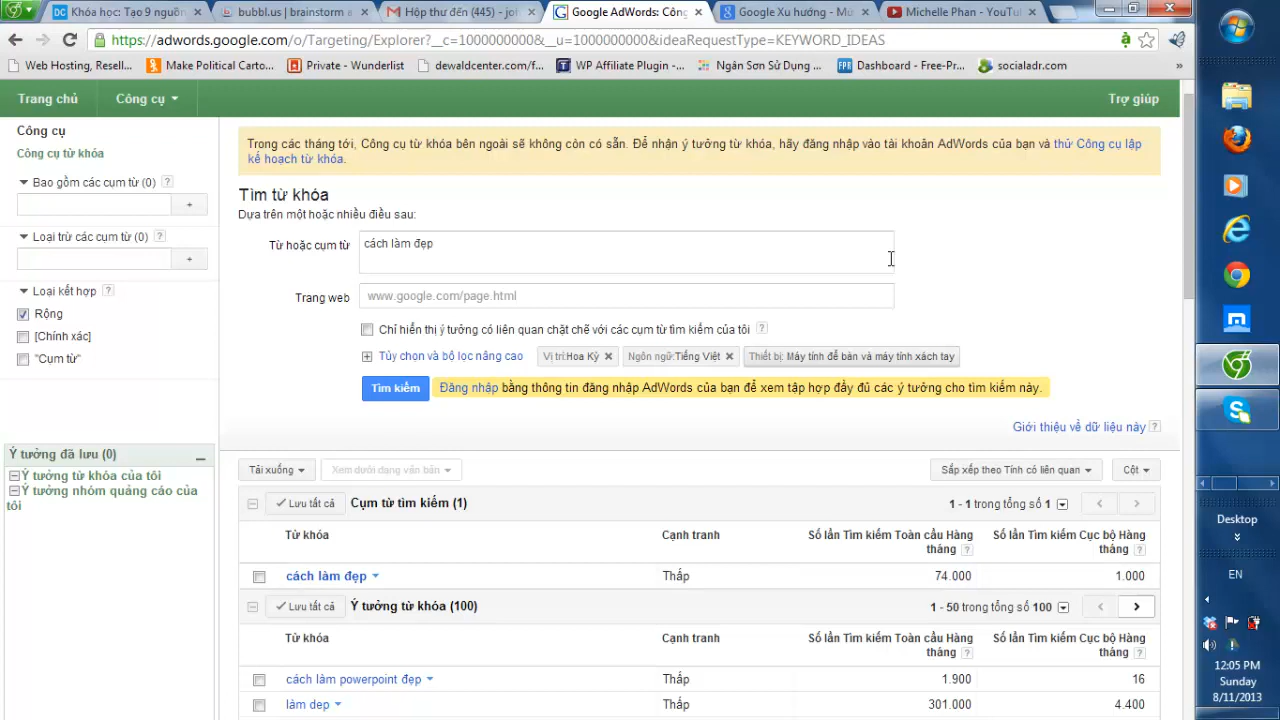 Khóa học: Tạo 9 nguồn
bubbl.us | brainstorm a
Hộp thư đến (445) - jo
Google AdWords: Công
Google Xu hướng - Mứ
Michelle Phan - YouTu
https://adwords.google.com/o/Targeting/Explorer?__c=1000000000&__u=1000000000&ideaRequestType=KEYWORD_IDEAS
Web Hosting, Resell...
Make Political Carto...
Private - Wunderlist
dewaldcentre.com/f...
WP Affiliate Plugin -...
Ngàn Sơn Sử Dụng ...
Dashboard - Free-Pr...
socialadr.com
Trang chủ
Công cụ
Trợ giúp
Công cụ
Công cụ từ khóa
Bao gồm các cụm từ (0) ?
+
Loại trừ các cụm từ (0) ?
+
Loại kết hợp ?
Rộng
[Chính xác]
"Cụm từ"
Ý tưởng đã lưu (0)
Ý tưởng từ khóa của tôi
Ý tưởng nhóm quảng cáo của
tôi
Trong các tháng tới, Công cụ từ khóa bên ngoài sẽ không còn có sẵn. Để nhận ý tưởng từ khóa, hãy đăng nhập vào tài khoản AdWords của bạn và thử Công cụ lập
kế hoạch từ khóa.
Tìm từ khóa
Dựa trên một hoặc nhiều điều sau:
Từ hoặc cụm từ
cách làm đẹp
Trang web
www.google.com/page.html
Chỉ hiển thị ý tưởng có liên quan chặt chẽ với các cụm từ tìm kiếm của tôi ?
Tùy chọn và bộ lọc nâng cao
Vị trí:Hoa Kỳ
Ngôn ngữ:Tiếng Việt
Thiết bị: Máy tính để bàn và máy tính xách tay
Tìm kiếm
Đăng nhập bằng thông tin đăng nhập AdWords của bạn để xem tập hợp đầy đủ các ý tưởng cho tìm kiếm này.
Giới thiệu về dữ liệu này ?
Tải xuống
Xem dưới dạng văn bản
Sắp xếp theo Tính có liên quan
Cột
Lưu tất cả
Cụm từ tìm kiếm (1)
1 - 1 trong tổng số 1
Từ khóa
Cạnh tranh
Số lần Tìm kiếm Toàn cầu Hàng
tháng ?
Số lần Tìm kiếm Cục bộ Hàng
tháng ?
cách làm đẹp
Thấp
74.000
1.000
Lưu tất cả
Ý tưởng từ khóa (100)
1 - 50 trong tổng số 100
Từ khóa
Cạnh tranh
Số lần Tìm kiếm Toàn cầu Hàng
tháng ?
Số lần Tìm kiếm Cục bộ Hàng
tháng ?
cách làm powerpoint đẹp
Thấp
1.900
16
làm dep
Thấp
301.000
4.400
Desktop
EN
12:05 PM
Sunday
8/11/2013